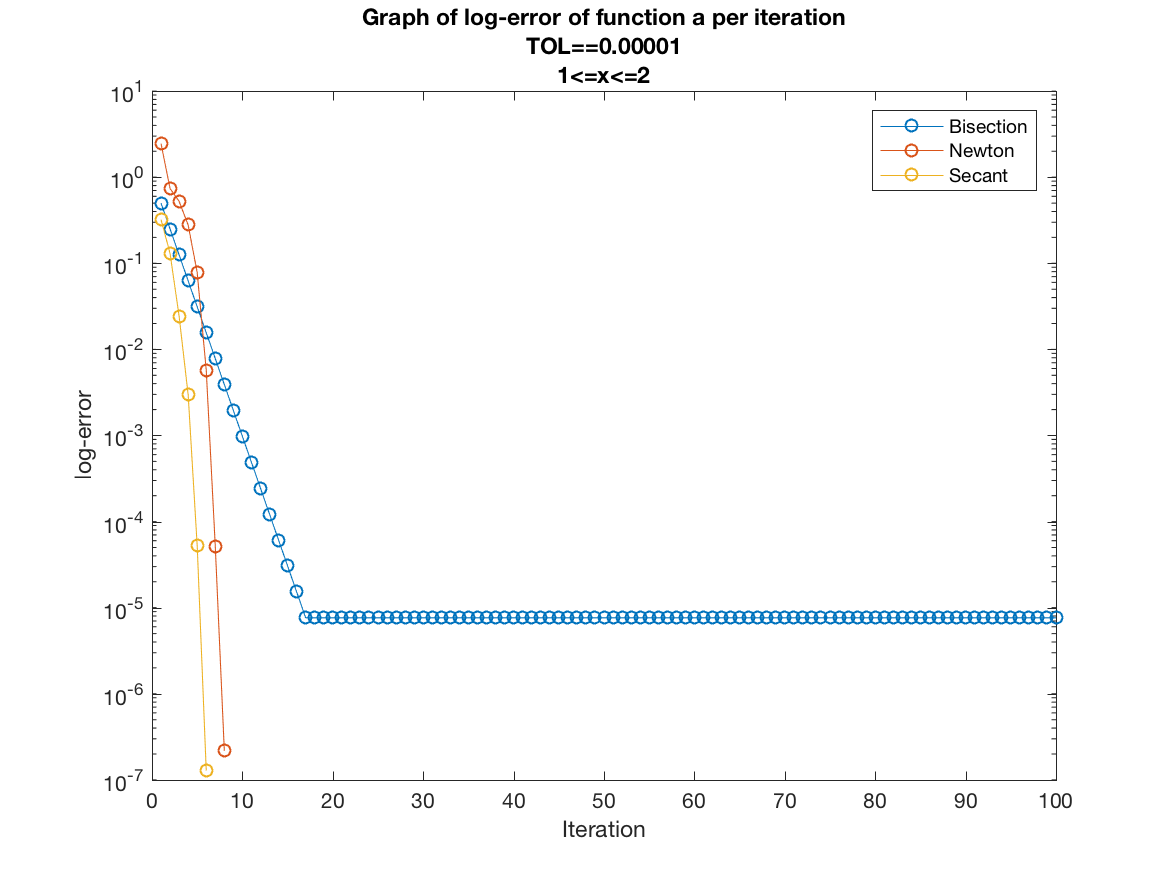 Graph of log-error of function a per iteration
TOL==0.00001
1<=x<=2
10^1
10^0
10^-1
10^-2
10^-3
10^-4
10^-5
10^-6
10^-7
log-error
Bisection
Newton
Secant
0 10 20 30 40 50 60 70 80 90 100
Iteration